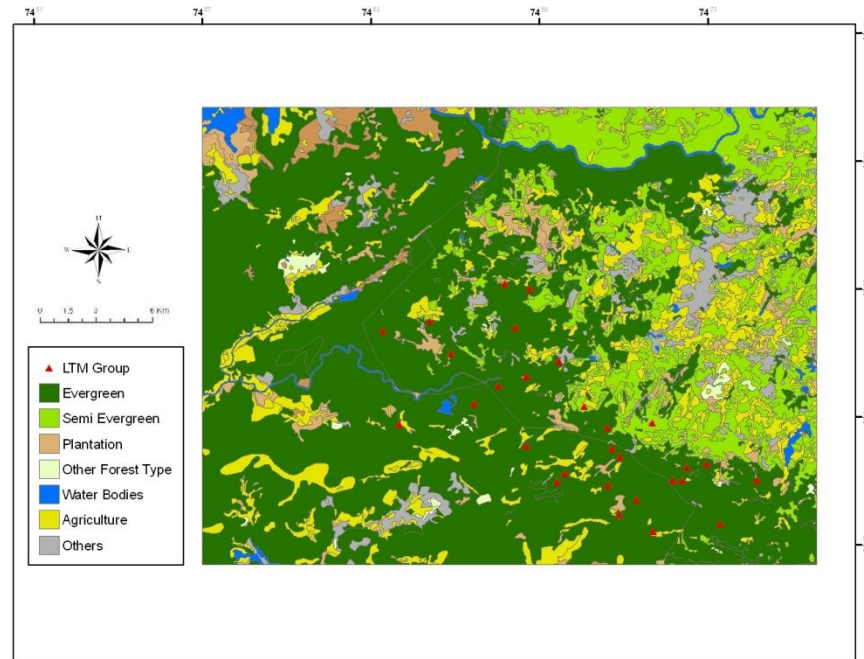 74
74
74
74
74
N
W
E
S
0 1.5 3 6 Km
LTM Group
Evergreen
Semi Evergreen
Plantation
Other Forest Type
Water Bodies
Agriculture
Others